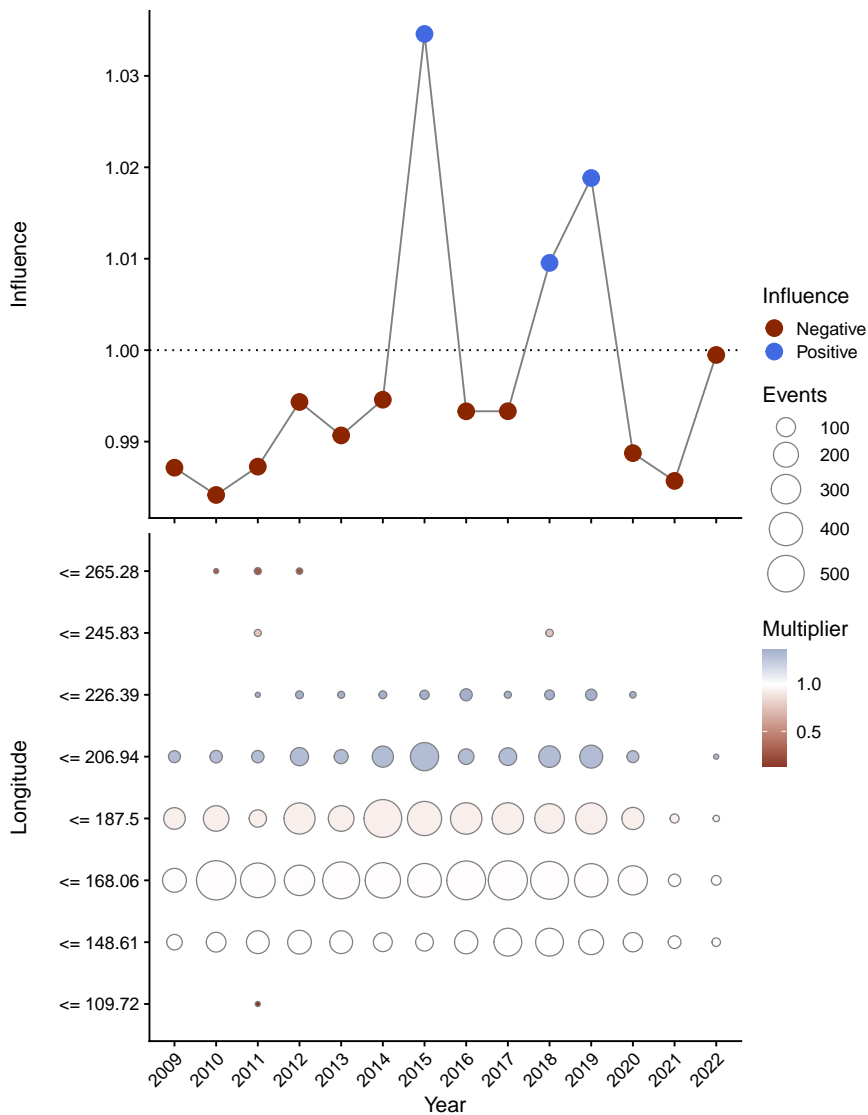 Influence
1.03
1.02
1.01
1.00
0.99
Longitude
<= 265.28
<= 245.83
<= 226.39
<= 206.94
<= 187.5
<= 168.06
<= 148.61
<= 109.72
2009 2010 2011 2012 2013 2014 2015 2016 2017 2018 2019 2020 2021 2022
Year
Influence
Negative
Positive
Events
100
200
300
400
500
Multiplier
1.0
0.5